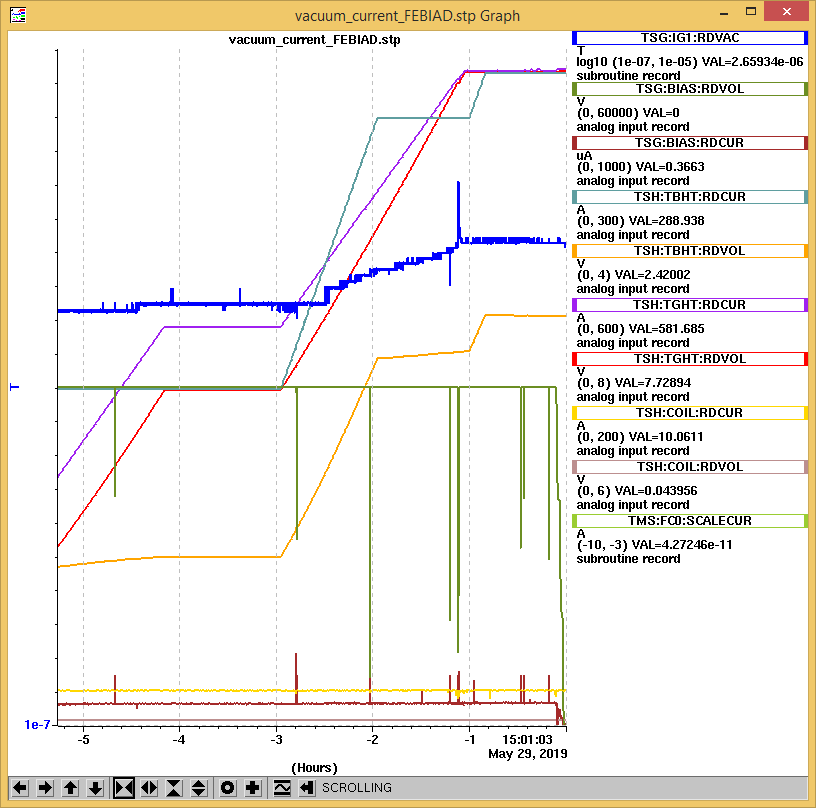 vacuum_current_FEBIAD.stp Graph
vacuum_current_FEBIAD.stp
T
1e-7
-5
-4
-3
-2
-1
15:01:03
May 29, 2019
(Hours)
TSG:IG1:RDVAC
T
log10 (1e-07, 1e-05) VAL=2.65934e-06
subroutine record
TSG:BIAS:RDVOL
V
(0, 60000) VAL=0
analog input record
TSG:BIAS:RDCUR
uA
(0, 1000) VAL=0.3663
analog input record
TSH:TBHT:RDCUR
A
(0, 300) VAL=288.938
analog input record
TSH:TBHT:RDVOL
V
(0, 4) VAL=2.42002
analog input record
TSH:TGHT:RDCUR
A
(0, 600) VAL=581.685
analog input record
TSH:TGHT:RDVOL
V
(0, 8) VAL=7.72894
analog input record
TSH:COIL:RDCUR
A
(0, 200) VAL=10.0611
analog input record
TSH:COIL:RDVOL
V
(0, 6) VAL=0.043956
analog input record
TMS:FC0:SCALECUR
A
(-10, -3) VAL=4.27246e-11
subroutine record
SCROLLING